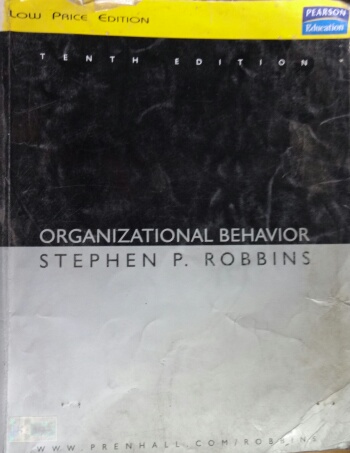 LOW PRICE EDITION
PEARSON
Education
TENTH EDITION
ORGANIZATIONAL BEHAVIOR
STEPHEN P. ROBBINS
WWW.PRENHALL.COM/ROBBINS